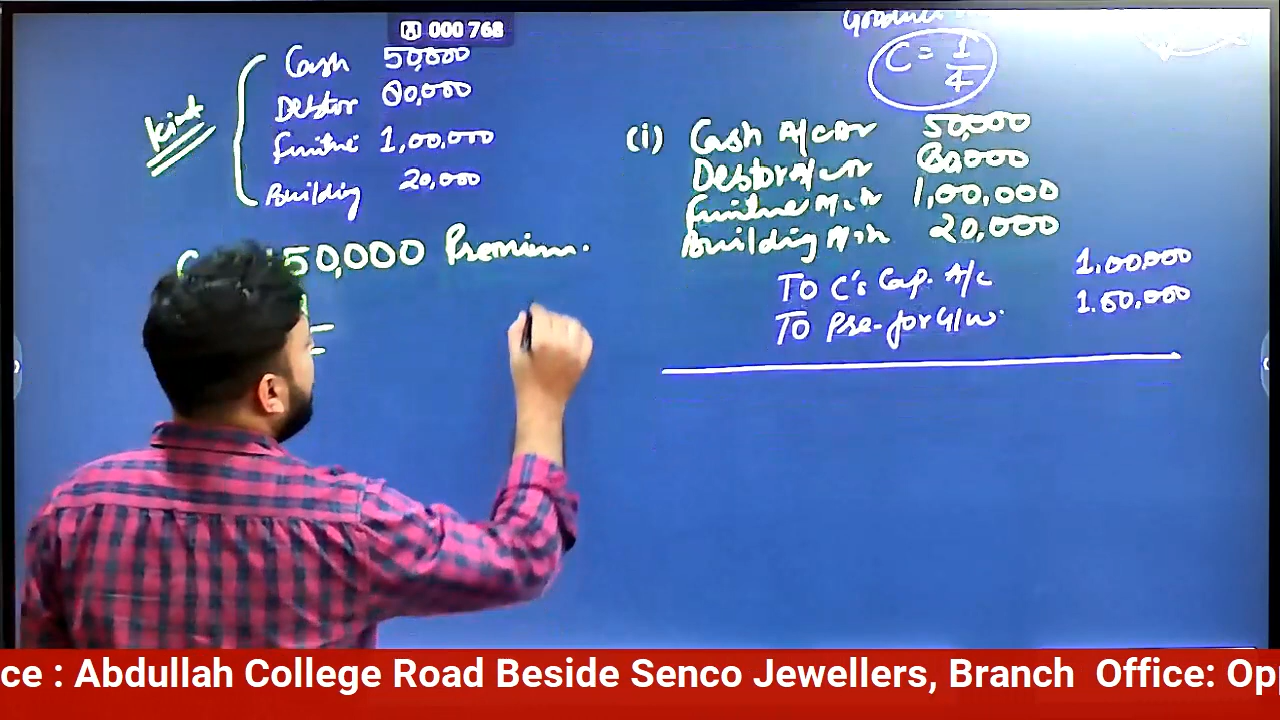 000 768
Cash 50,000
Debtor 80,000
Furniture 1,00,000
Building 20,000
Kind
50,000 Premium.
C = 1/4
(i) Cash A/c Dr 50,000
Debtor A/c Dr 80,000
Furniture A/c Dr 1,00,000
Building A/c Dr 20,000
To C's Cap. A/c 1,00,000
To Pre. for G/w. 1,50,000
ce : Abdullah College Road Beside Senco Jewellers, Branch Office: Opp